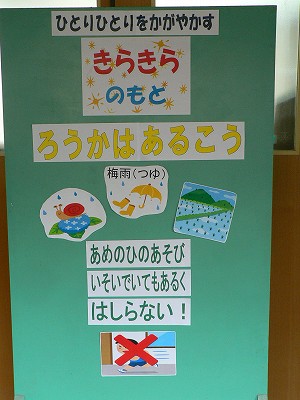 ひとりひとりをかがやかす
きらきら
のもと
ろうかはあるこう
梅雨(つゆ)
あめのひのあそび
いそいでいてもあるく
はしらない！